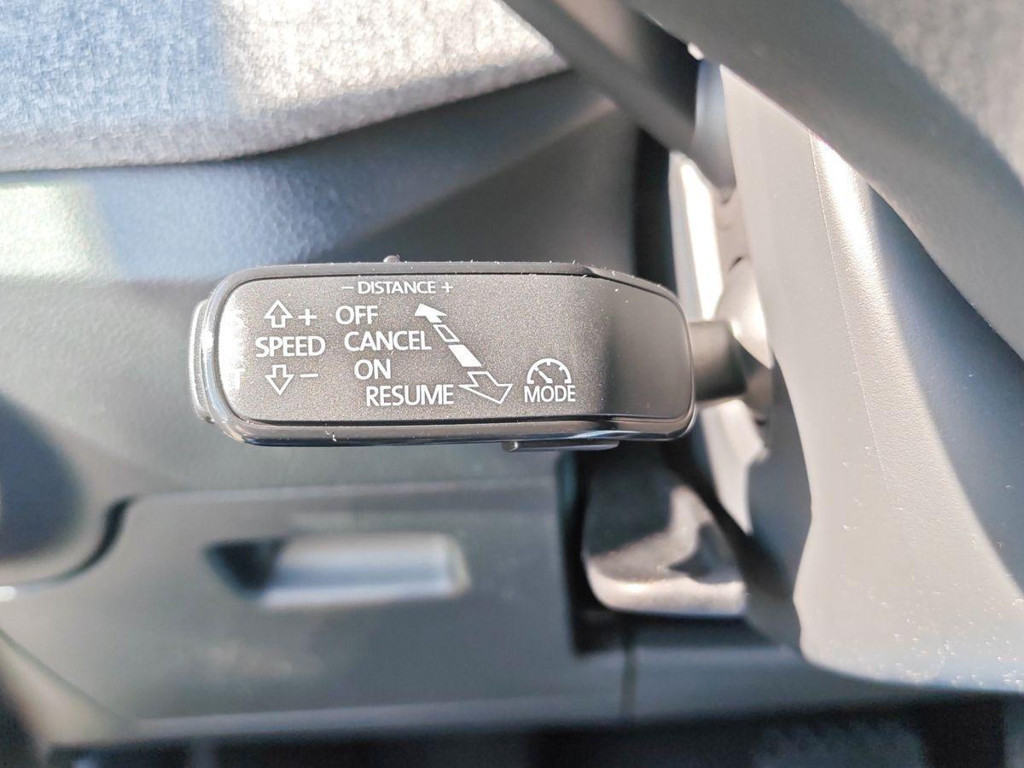 − DISTANCE +
+ OFF
SPEED CANCEL
− ON
RESUME MODE